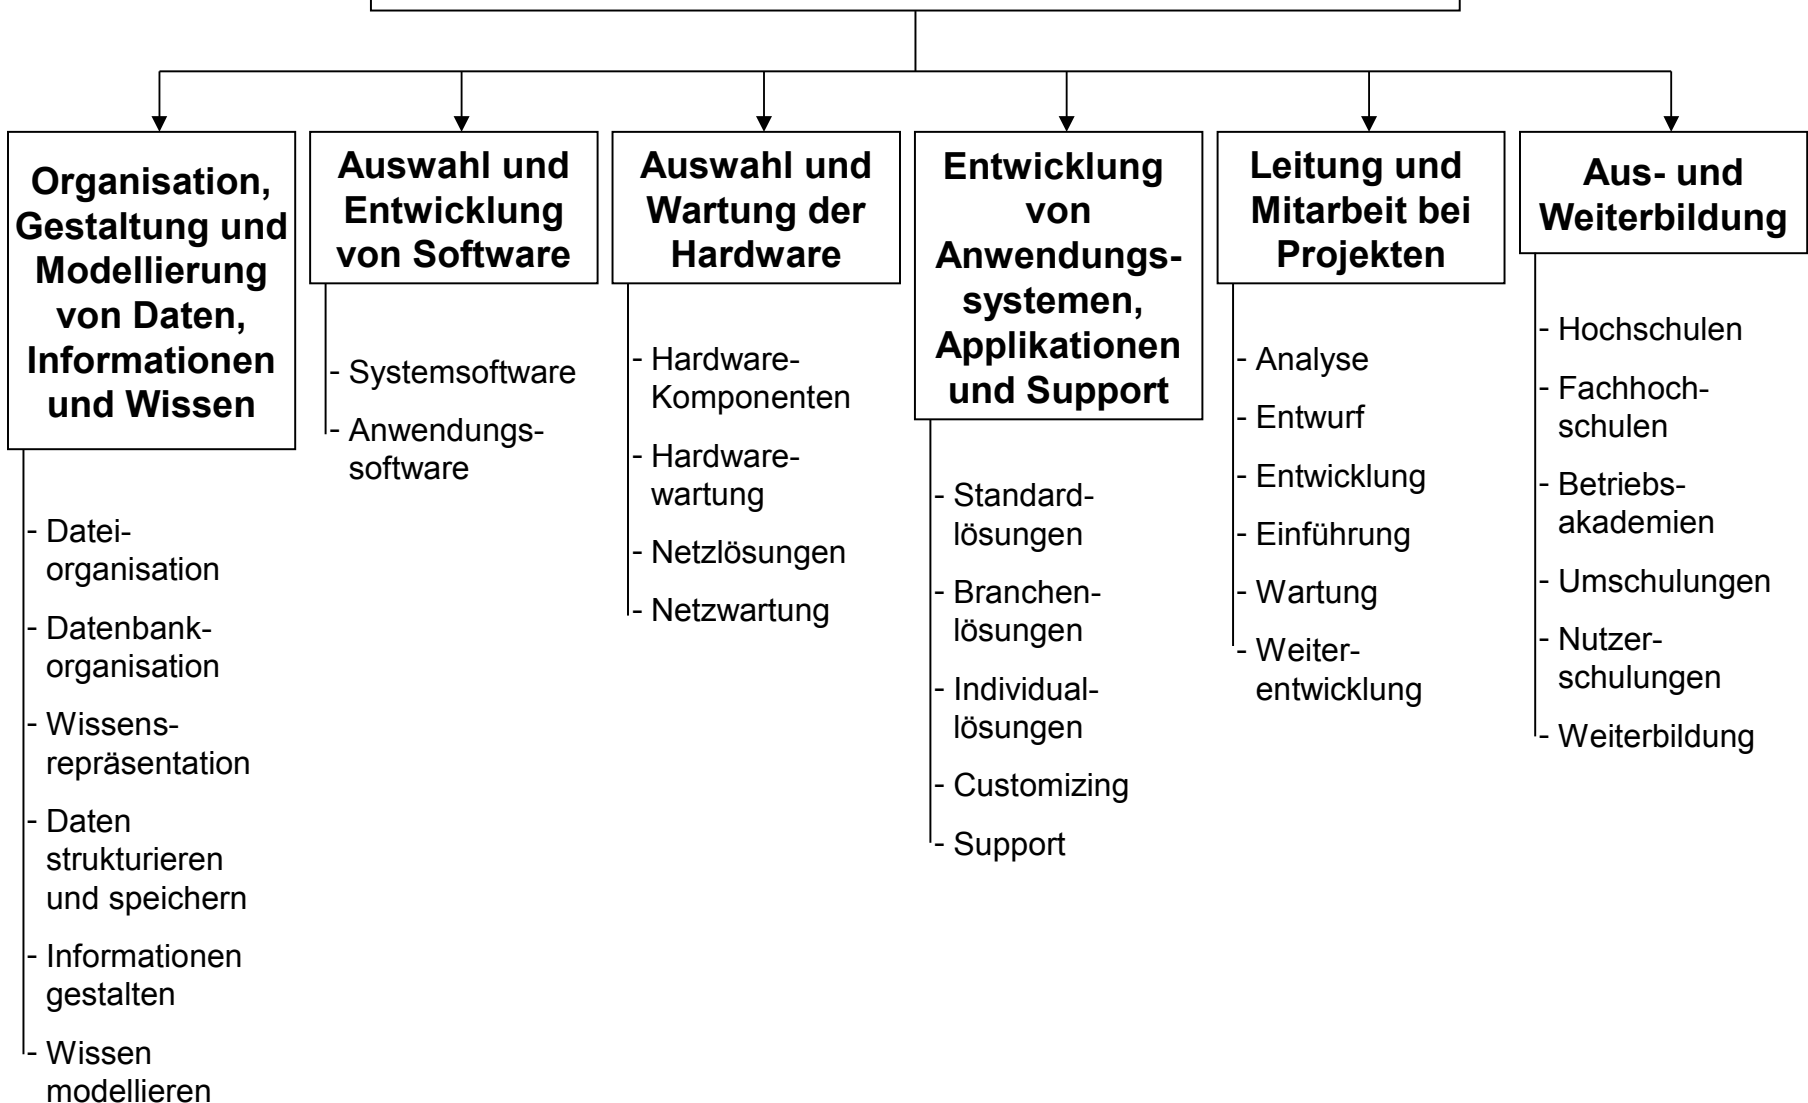 Organisation,
Gestaltung und
Modellierung
von Daten,
Informationen
und Wissen
- Datei-
organisation
- Datenbank-
organisation
- Wissens-
repräsentation
- Daten
strukturieren
und speichern
- Informationen
gestalten
- Wissen
modellieren
Auswahl und
Entwicklung
von Software
- Systemsoftware
- Anwendungs-
software
Auswahl und
Wartung der
Hardware
- Hardware-
Komponenten
- Hardware-
wartung
- Netzlösungen
- Netzwartung
Entwicklung
von
Anwendungs-
systemen,
Applikationen
und Support
- Standard-
lösungen
- Branchen-
lösungen
- Individual-
lösungen
- Customizing
- Support
Leitung und
Mitarbeit bei
Projekten
- Analyse
- Entwurf
- Entwicklung
- Einführung
- Wartung
- Weiter-
entwicklung
Aus- und
Weiterbildung
- Hochschulen
- Fachhoch-
schulen
- Betriebs-
akademien
- Umschulungen
- Nutzer-
schulungen
- Weiterbildung